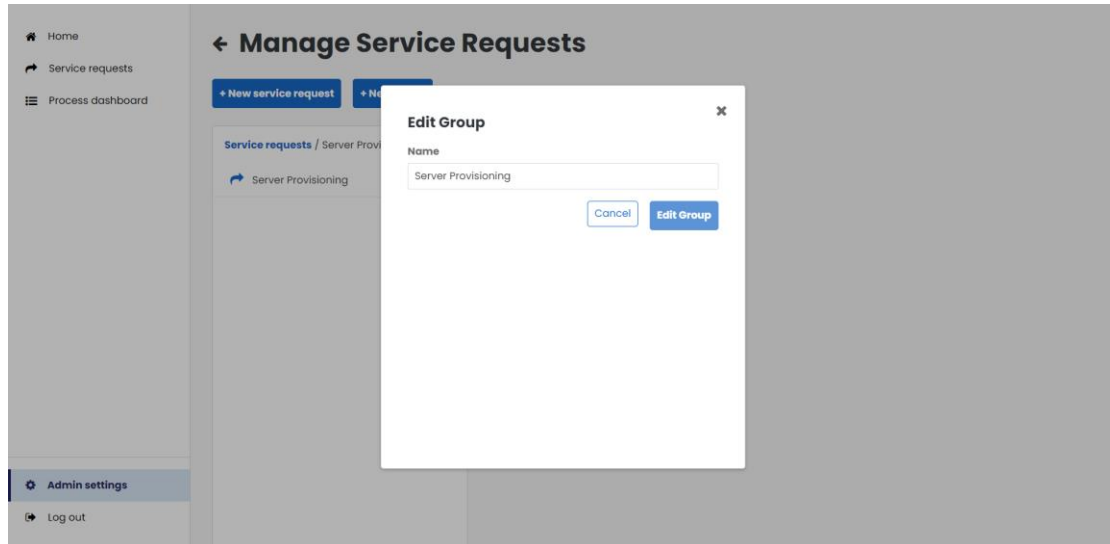 Home
Service requests
Process dashboard
Manage Service Requests
+ New service request
+ Ne
Service requests / Server Provi
Server Provisioning
Edit Group
Name
Server Provisioning
Cancel
Edit Group
Admin settings
Log out